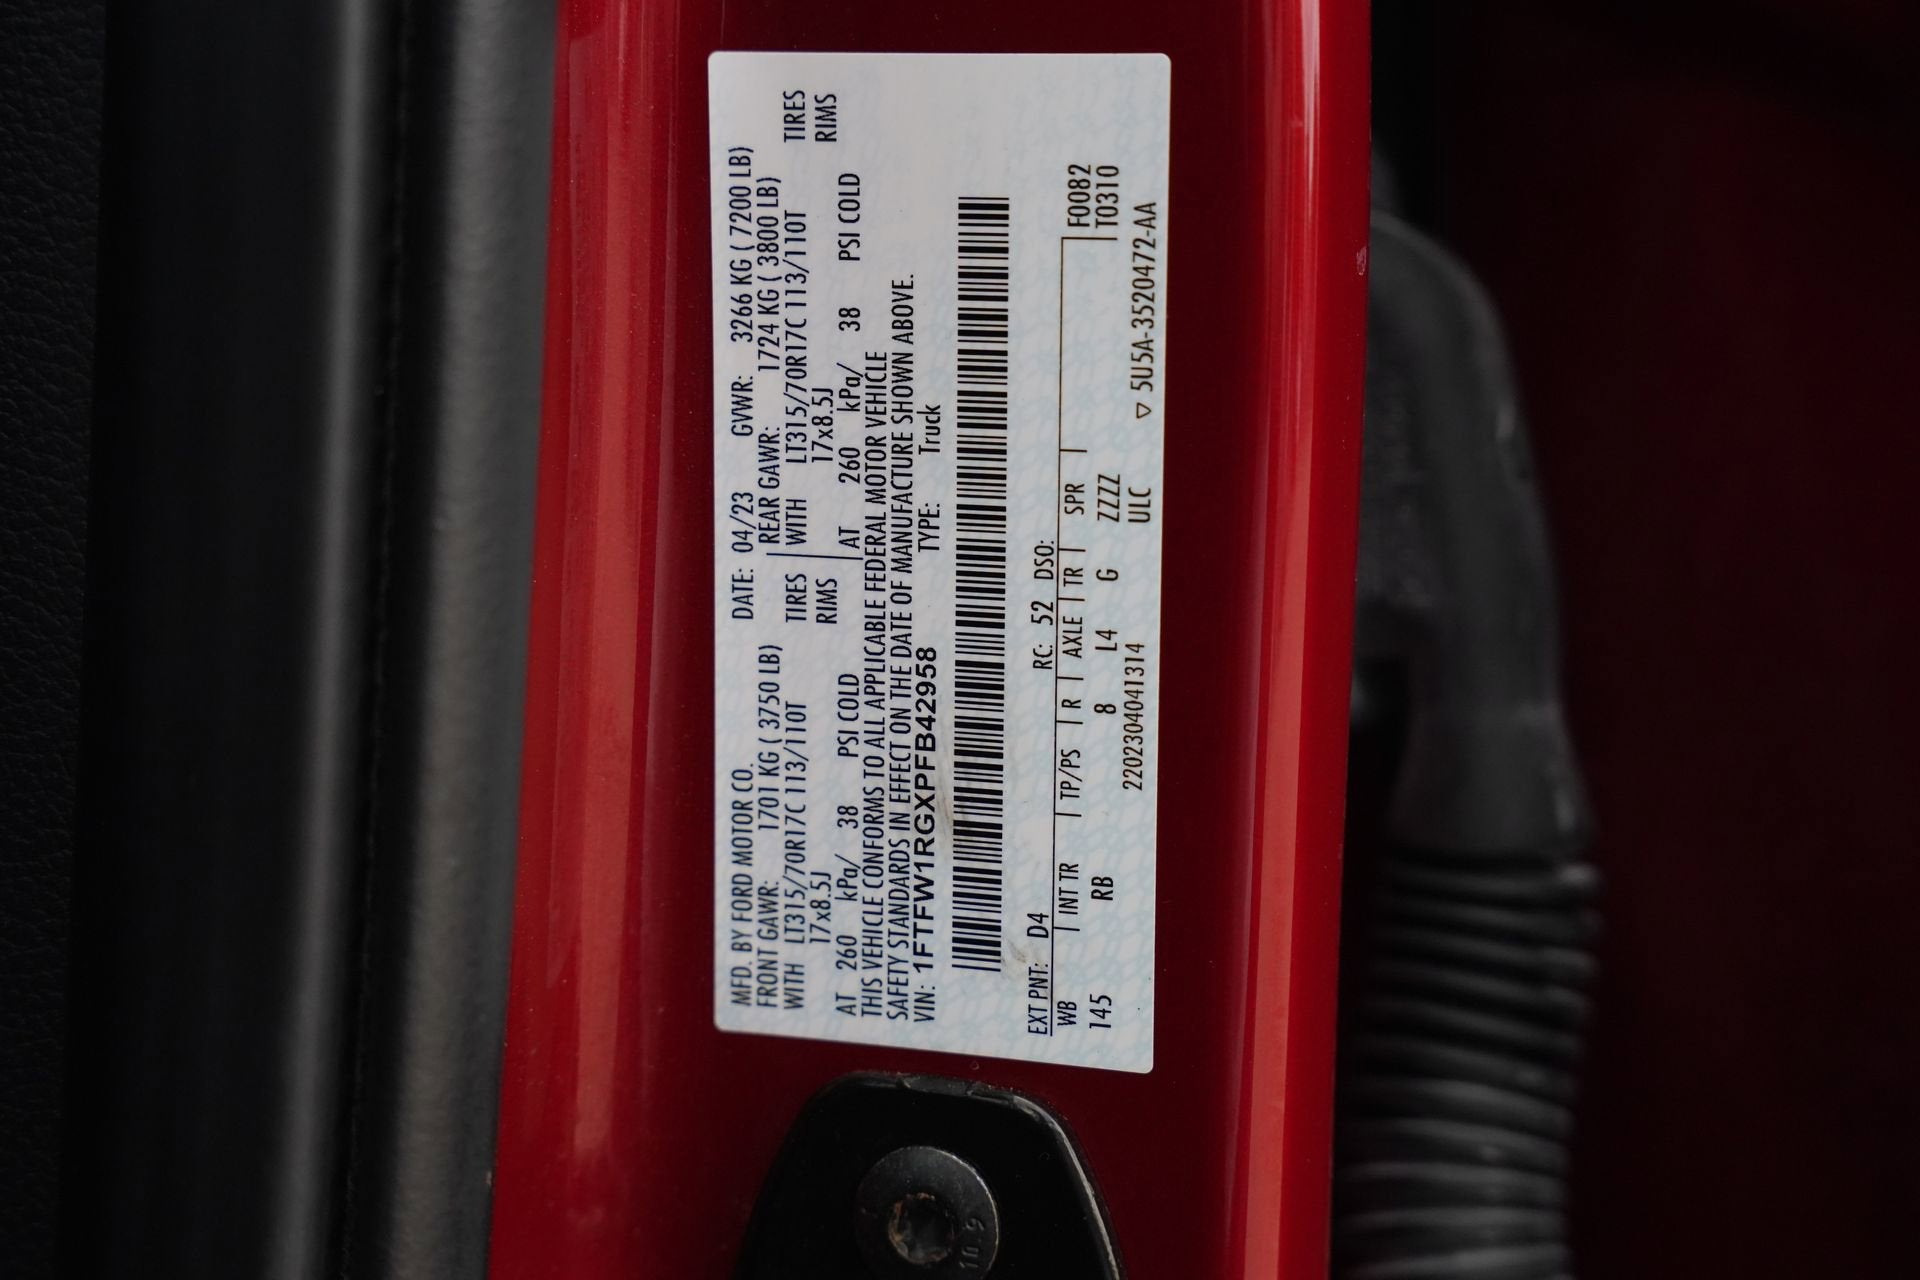 MFD. BY FORD MOTOR CO. DATE: 04/23 GVWR: 3266 KG ( 7200 LB)
FRONT GAWR: 1701 KG ( 3750 LB) REAR GAWR: 1724 KG ( 3800 LB)
WITH LT315/70R17C 113/110T TIRES WITH LT315/70R17C 113/110T TIRES
17x8.5J RIMS 17x8.5J RIMS
AT 260 kPa/ 38 PSI COLD AT 260 kPa/ 38 PSI COLD
THIS VEHICLE CONFORMS TO ALL APPLICABLE FEDERAL MOTOR VEHICLE
SAFETY STANDARDS IN EFFECT ON THE DATE OF MANUFACTURE SHOWN ABOVE.
VIN: 1FTFW1RGXPFB42958 TYPE: Truck
EXT PNT: D4 RC: 52 DSO:
WB INT TR TP/PS R AXLE TR SPR F0082
145 RB 8 L4 G ZZZZ T0310
2202304041314 ULC ▽ 5U5A-3520472-AA
10.9